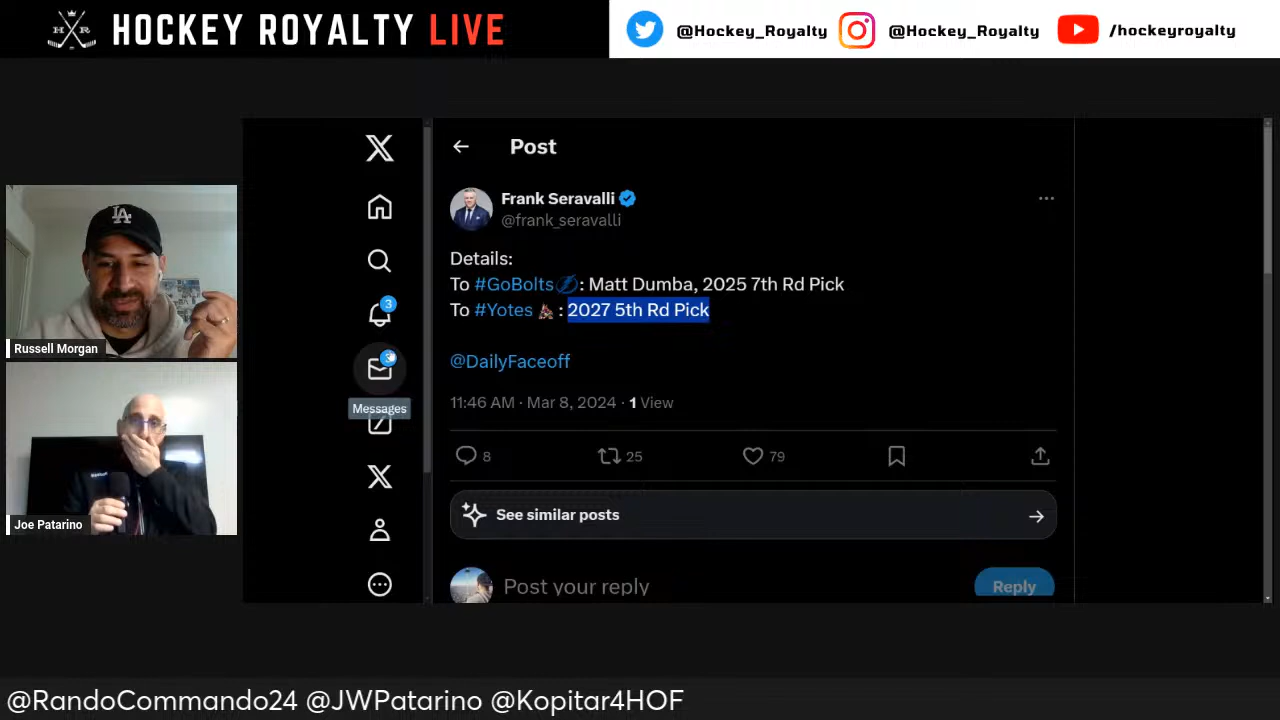 HOCKEY ROYALTY LIVE
@Hockey_Royalty
@Hockey_Royalty
/hockeyroyalty
Post
Frank Seravalli
@frank_seravalli
Details:
To #GoBolts: Matt Dumba, 2025 7th Rd Pick
To #Yotes : 2027 5th Rd Pick
@DailyFaceoff
11:46 AM · Mar 8, 2024 · 1 View
8
25
79
See similar posts
Post your reply
Reply
3
3
Messages
LA
Russell Morgan
Joe Patarino
@RandoCommando24 @JWPatarino @Kopitar4HOF